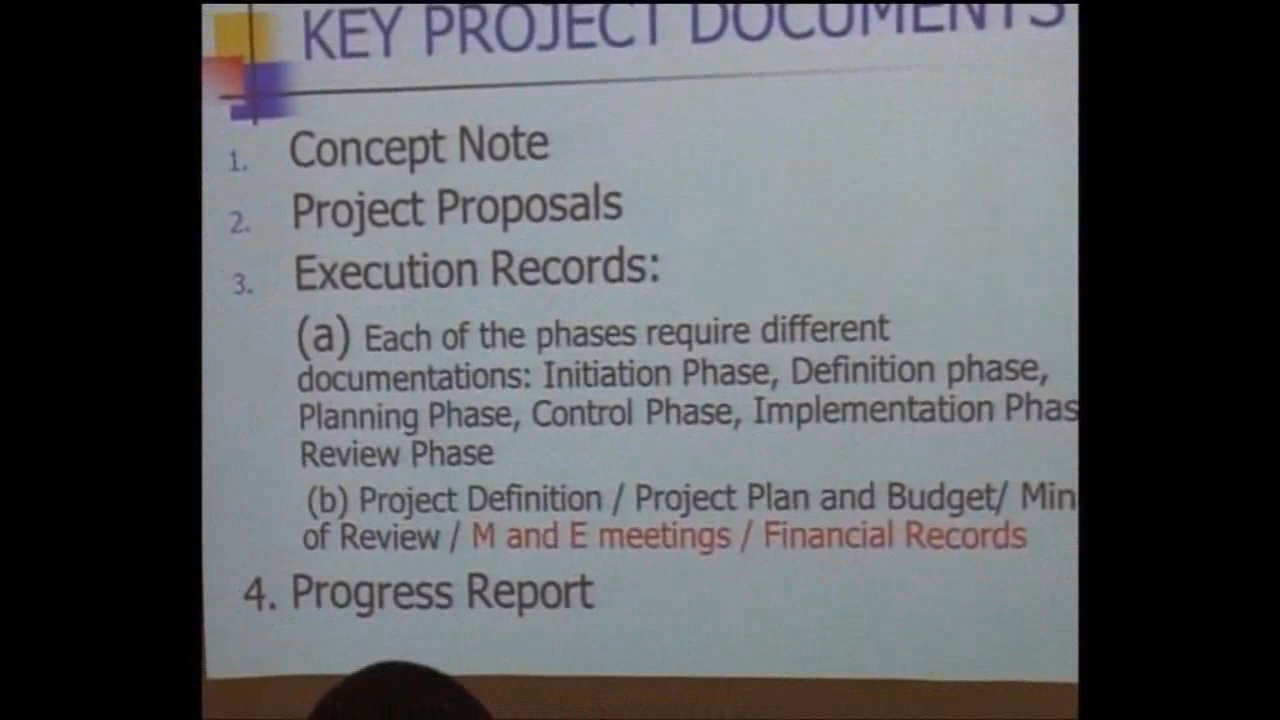 KEY PROJECT DOCUMENTS
1. Concept Note
2. Project Proposals
3. Execution Records:
(a) Each of the phases require different
documentations: Initiation Phase, Definition phase,
Planning Phase, Control Phase, Implementation Phas
Review Phase
(b) Project Definition / Project Plan and Budget/ Min
of Review / M and E meetings / Financial Records
4. Progress Report